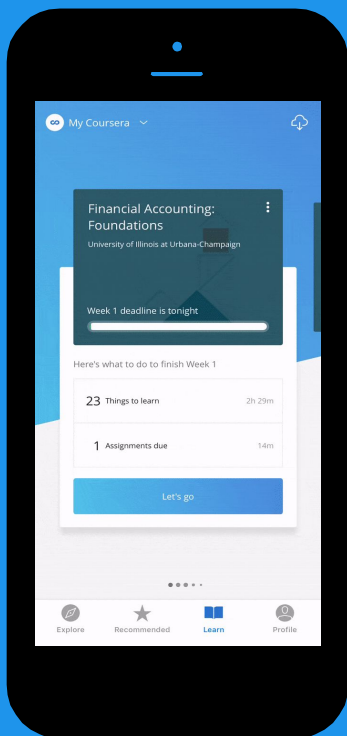 My Coursera
Financial Accounting:
Foundations
University of Illinois at Urbana-Champaign
Week 1 deadline is tonight
Here's what to do to finish Week 1
23 Things to learn 2h 29m
1 Assignments due 14m
Let's go
Explore Recommended Learn Profile